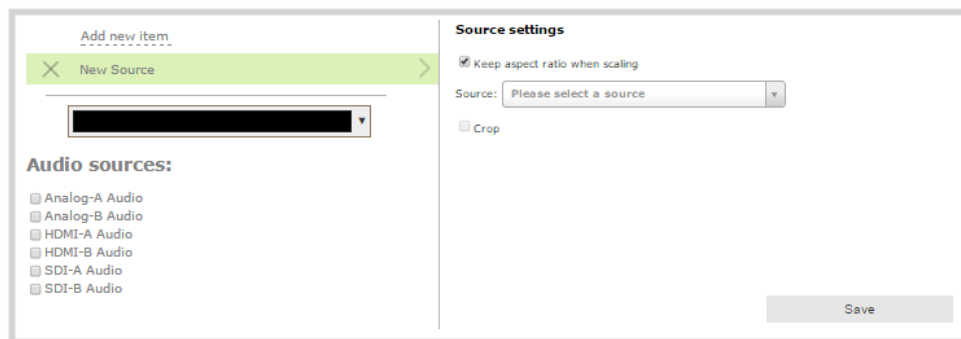 Add new item
New Source
Audio sources:
Analog-A Audio
Analog-B Audio
HDMI-A Audio
HDMI-B Audio
SDI-A Audio
SDI-B Audio
Source settings
Keep aspect ratio when scaling
Source: Please select a source
Crop
Save